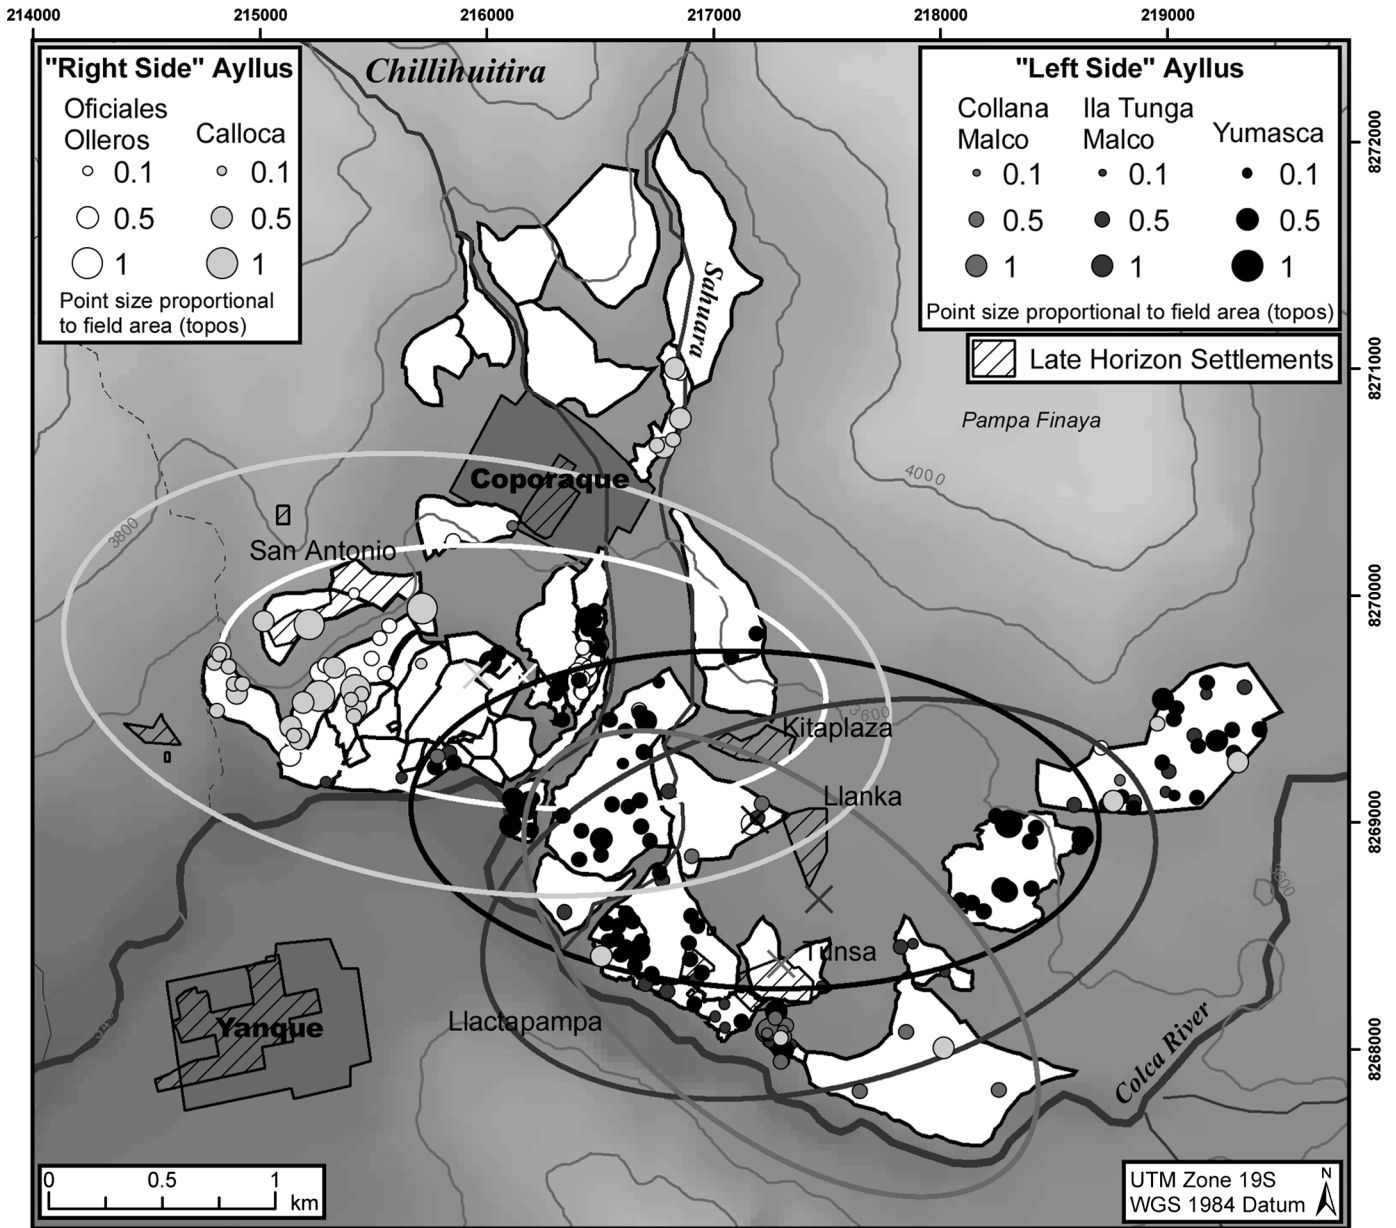 214000 215000 216000 217000 218000 219000
"Right Side" Ayllus
Oficiales
Olleros
Calloca
0.1 0.1
0.5 0.5
1 1
Point size proportional
to field area (topos)
Chillihuitira
"Left Side" Ayllus
Collana
Malco
Ila Tunga
Malco
Yumasca
0.1 0.1 0.1
0.5 0.5 0.5
1 1 1
Point size proportional to field area (topos)
Late Horizon Settlements
8272000
8271000
8270000
8269000
8268000
Sahuara
Pampa Finaya
4000
Coporaque
3800
San Antonio
3600
Kitaplaza
Llanka
Tunsa
Llactapampa
Yanque
Colca River
0 0.5 1
km
UTM Zone 19S
WGS 1984 Datum
N